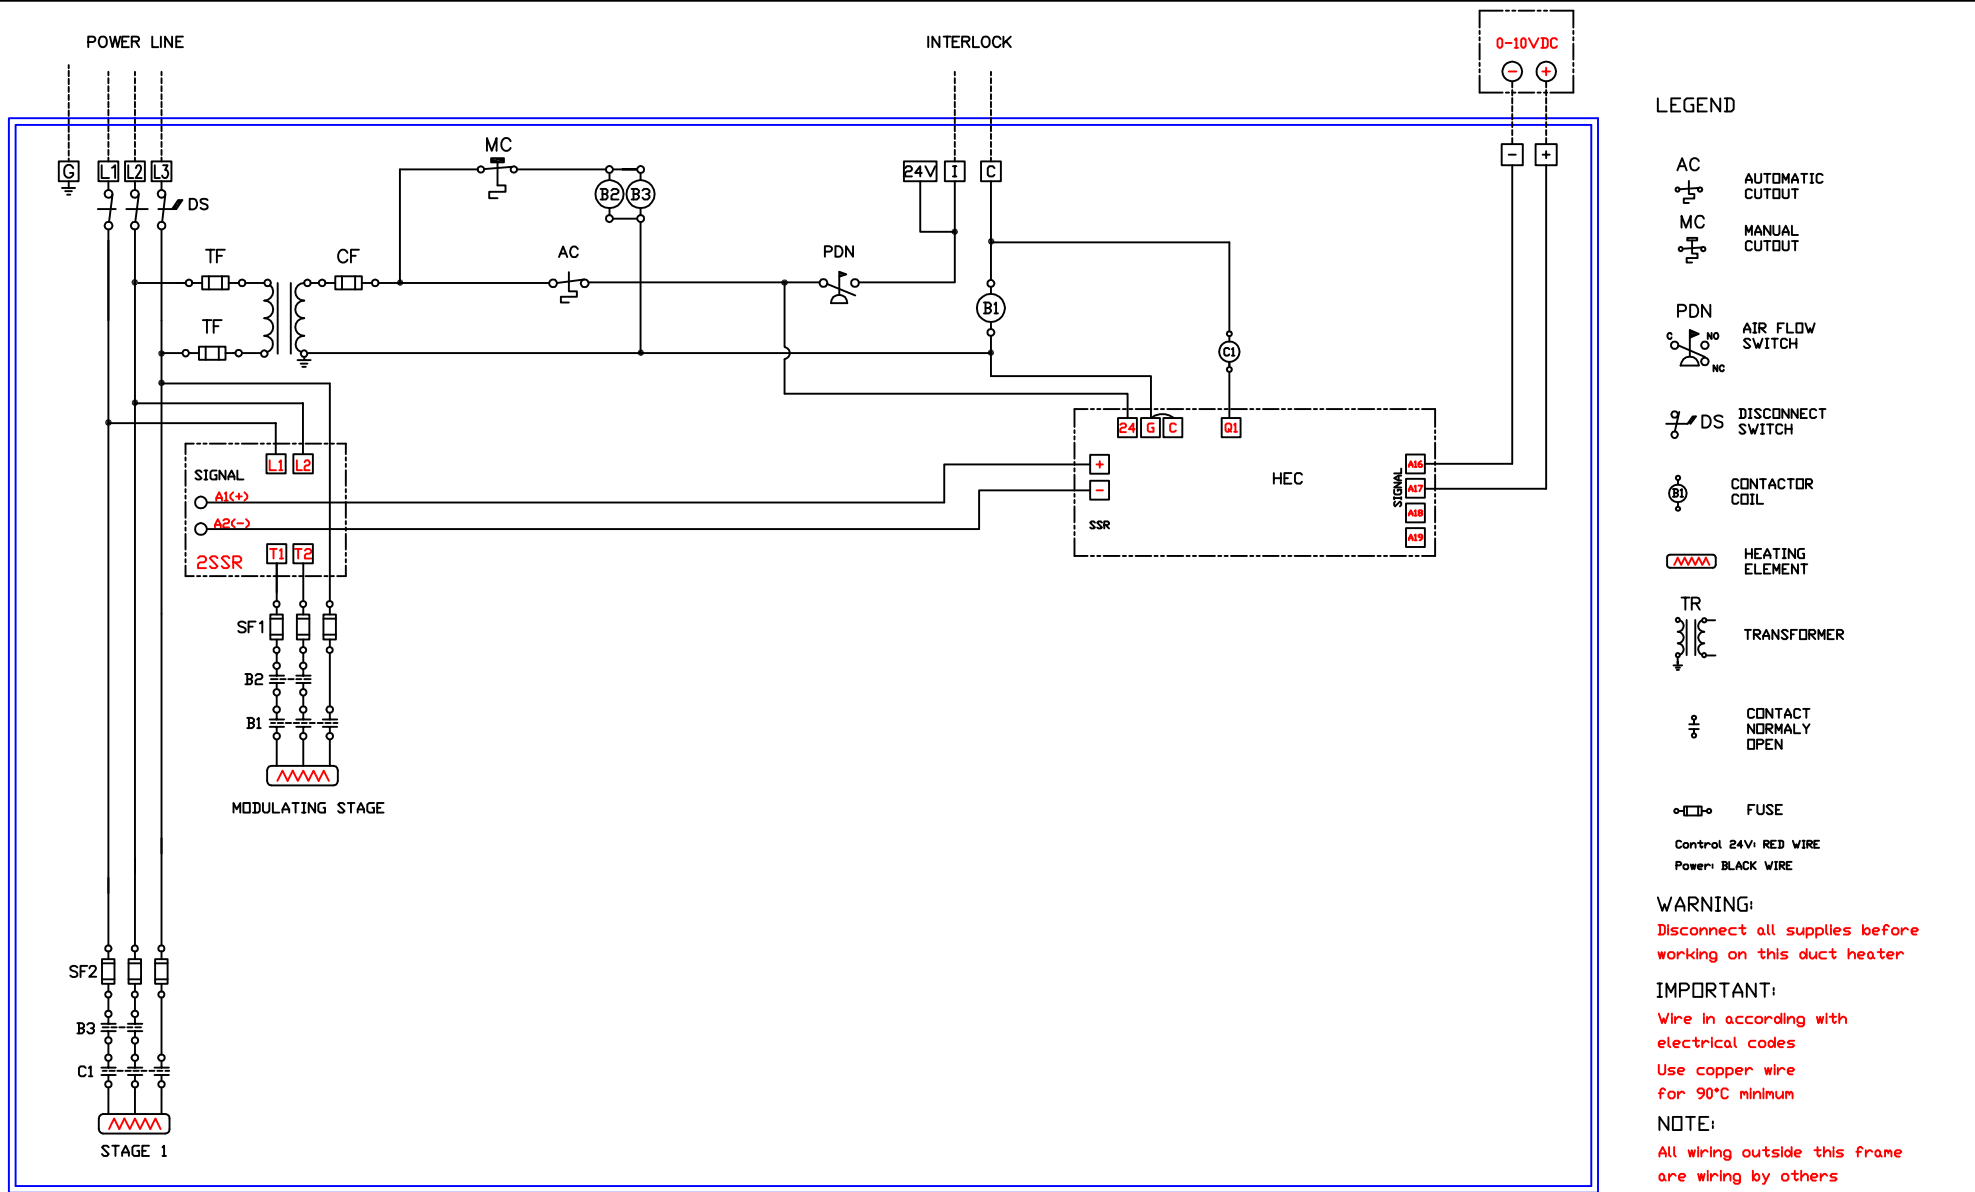 POWER LINE
INTERLOCK
0-10VDC
- +
G L1 L2 L3
DS
MC
B2 B3
24V I C
- +
TF
CF
AC
PDN
B1
TF
C1
L1 L2
SIGNAL
A1(+)
A2(-)
2SSR
T1 T2
24 G C Q1
+
-
SSR
HEC
SIGNAL
A16
A17
A18
A19
SF1
B2
B1
MODULATING STAGE
SF2
B3
C1
STAGE 1
LEGEND
AC
AUTOMATIC
CUTOUT
MC
MANUAL
CUTOUT
PDN
C NO
NC
AIR FLOW
SWITCH
DS
DISCONNECT
SWITCH
B1
CONTACTOR
COIL
HEATING
ELEMENT
TR
TRANSFORMER
CONTACT
NORMALY
OPEN
FUSE
Control 24V: RED WIRE
Power: BLACK WIRE
WARNING:
Disconnect all supplies before
working on this duct heater
IMPORTANT:
Wire in according with
electrical codes
Use copper wire
for 90°C minimum
NOTE:
All wiring outside this frame
are wiring by others